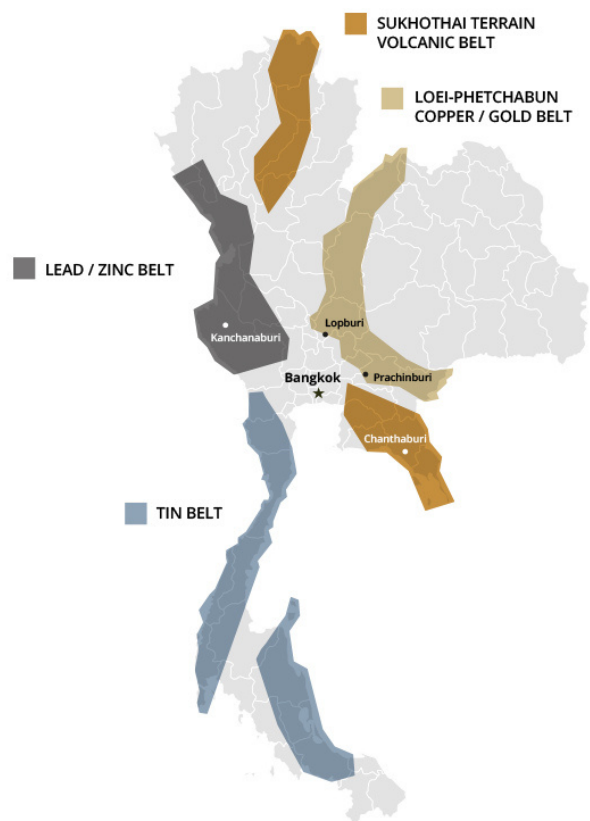 SUKHOTHAI TERRAIN
VOLCANIC BELT
LOEI-PHETCHABUN
COPPER / GOLD BELT
LEAD / ZINC BELT
Lopburi
Kanchanaburi
Bangkok
Prachinburi
Chanthaburi
TIN BELT